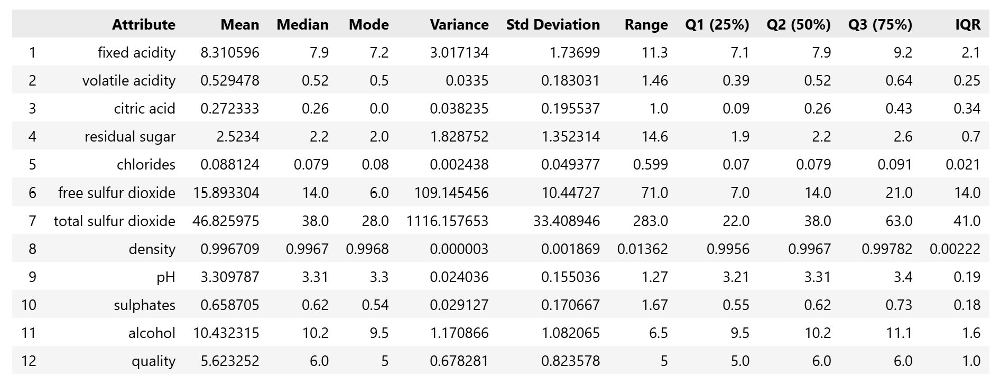 Attribute Mean Median Mode Variance Std Deviation Range Q1 (25%) Q2 (50%) Q3 (75%) IQR
1 fixed acidity 8.310596 7.9 7.2 3.017134 1.73699 11.3 7.1 7.9 9.2 2.1
2 volatile acidity 0.529478 0.52 0.5 0.0335 0.183031 1.46 0.39 0.52 0.64 0.25
3 citric acid 0.272333 0.26 0.0 0.038235 0.195537 1.0 0.09 0.26 0.43 0.34
4 residual sugar 2.5234 2.2 2.0 1.828752 1.352314 14.6 1.9 2.2 2.6 0.7
5 chlorides 0.088124 0.079 0.08 0.002438 0.049377 0.599 0.07 0.079 0.091 0.021
6 free sulfur dioxide 15.893304 14.0 6.0 109.145456 10.44727 71.0 7.0 14.0 21.0 14.0
7 total sulfur dioxide 46.825975 38.0 28.0 1116.157653 33.408946 283.0 22.0 38.0 63.0 41.0
8 density 0.996709 0.9967 0.9968 0.000003 0.001869 0.01362 0.9956 0.9967 0.99782 0.00222
9 pH 3.309787 3.31 3.3 0.024036 0.155036 1.27 3.21 3.31 3.4 0.19
10 sulphates 0.658705 0.62 0.54 0.029127 0.170667 1.67 0.55 0.62 0.73 0.18
11 alcohol 10.432315 10.2 9.5 1.170866 1.082065 6.5 9.5 10.2 11.1 1.6
12 quality 5.623252 6.0 5 0.678281 0.823578 5 5.0 6.0 6.0 1.0